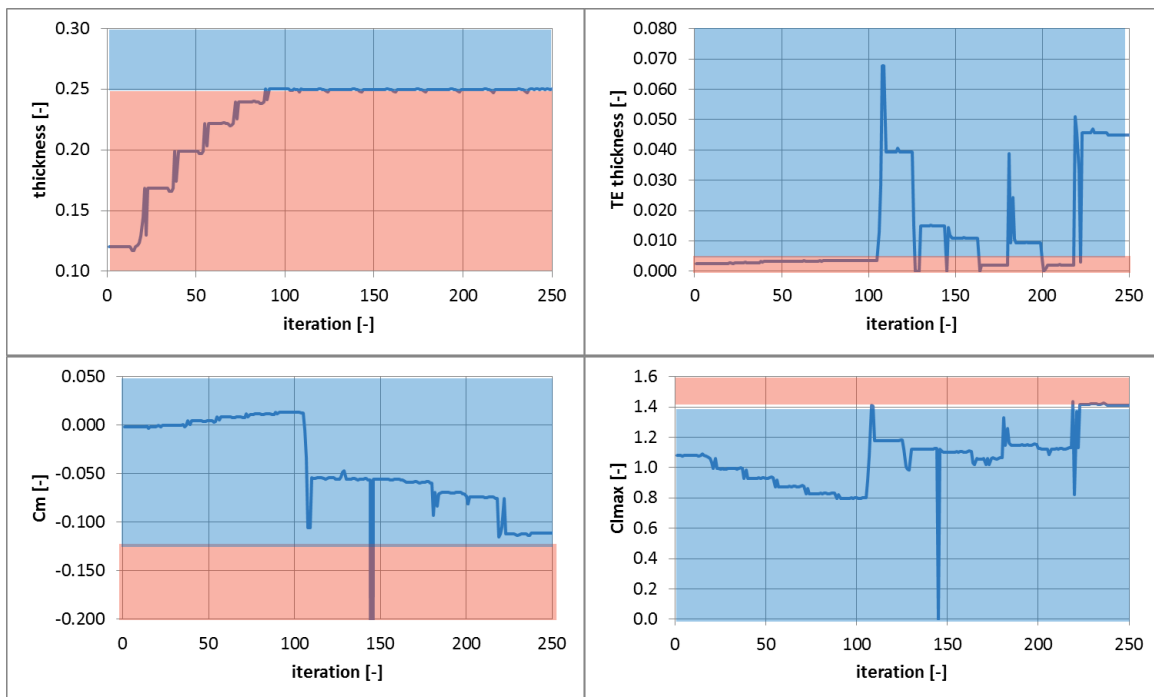 thickness [-]
0.30
0.25
0.20
0.15
0.10
0 50 100 150 200 250
iteration [-]
TE thickness [-]
0.080
0.070
0.060
0.050
0.040
0.030
0.020
0.010
0.000
0 50 100 150 200 250
iteration [-]
Cm [-]
0.050
0.000
-0.050
-0.100
-0.150
-0.200
0 50 100 150 200 250
iteration [-]
Clmax [-]
1.6
1.4
1.2
1.0
0.8
0.6
0.4
0.2
0.0
0 50 100 150 200 250
iteration [-]